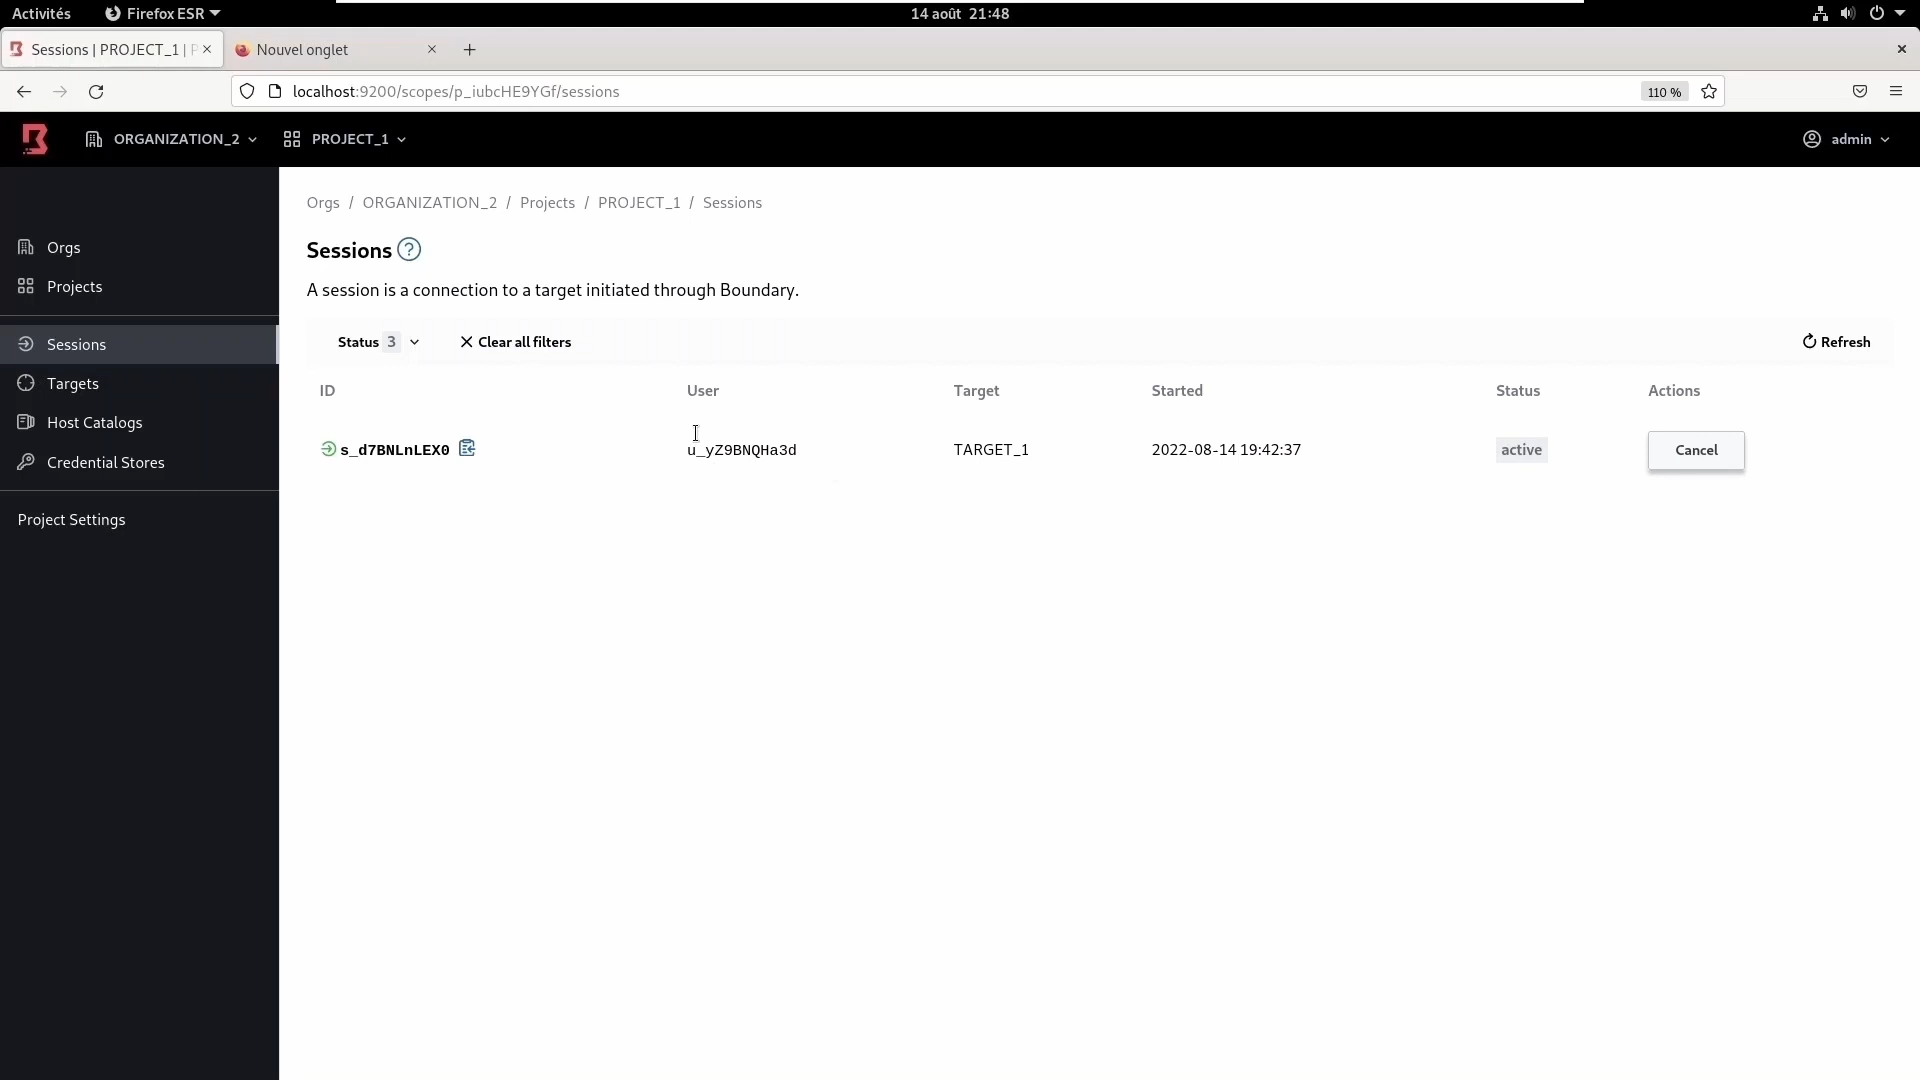 Activités
Firefox ESR
14 août 21:48
Sessions | PROJECT_1 |
Nouvel onglet
localhost:9200/scopes/p_iubcHE9YGf/sessions
110 %
ORGANIZATION_2
PROJECT_1
admin
Orgs
Projects
Sessions
Targets
Host Catalogs
Credential Stores
Project Settings
Orgs / ORGANIZATION_2 / Projects / PROJECT_1 / Sessions
Sessions ?
A session is a connection to a target initiated through Boundary.
Status 3
Clear all filters
Refresh
ID User Target Started Status Actions
s_d7BNLnLEX0 u_yZ9BNQHa3d TARGET_1 2022-08-14 19:42:37 active Cancel